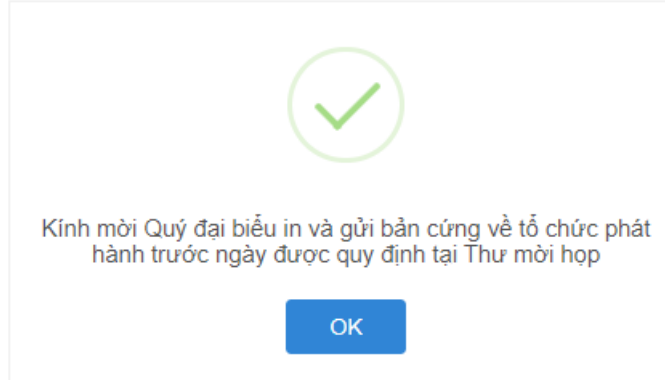 Kính mời Quý đại biểu in và gửi bản cứng về tổ chức phát
hành trước ngày được quy định tại Thư mời họp
OK